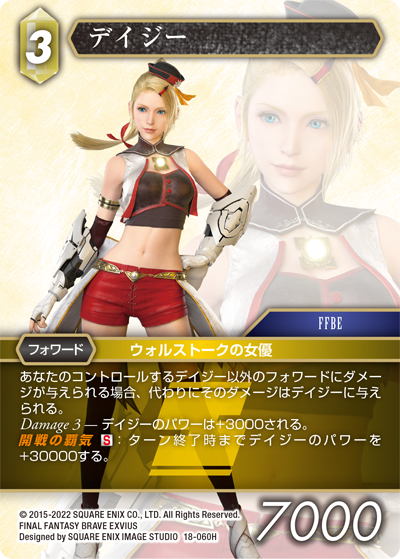 3
デイジー
FFBE
フォワード
ウォルストークの女優
あなたのコントロールするデイジー以外のフォワードにダメー
ジが与えられる場合、代わりにそのダメージはデイジーに与え
られる。
Damage 3 — デイジーのパワーは+3000される。
開戦の覇気 S：ターン終了時までデイジーのパワーを
+30000する。
© 2015-2022 SQUARE ENIX CO., LTD. All Rights Reserved.
FINAL FANTASY BRAVE EXVIUS
Designed by SQUARE ENIX IMAGE STUDIO 18-060H
7000